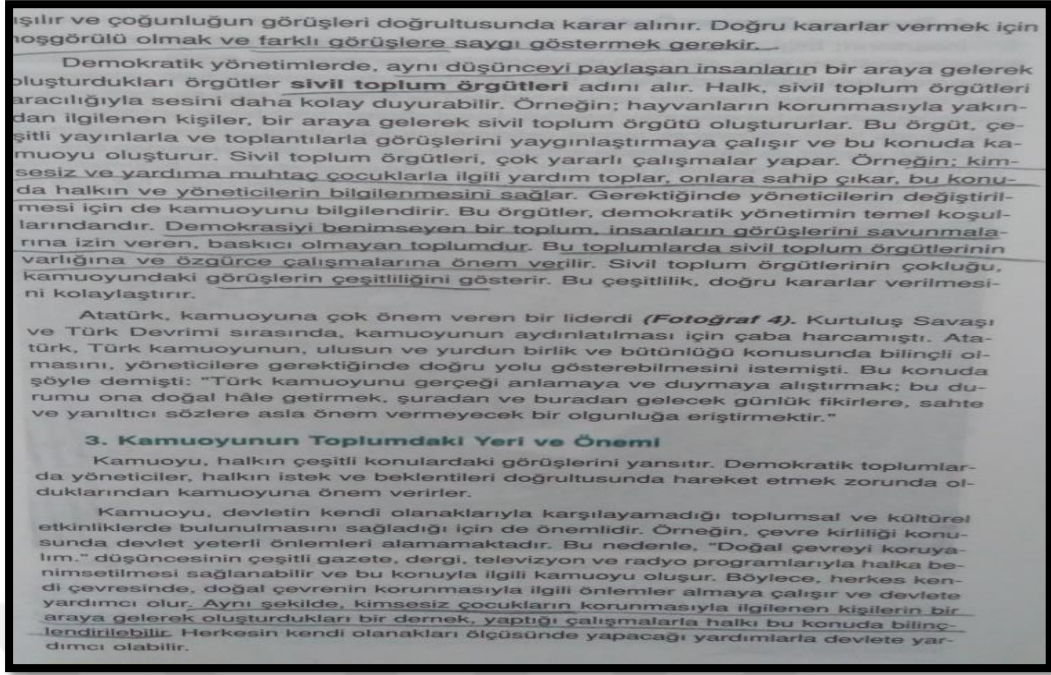 ışılır ve çoğunluğun görüşleri doğrultusunda karar alınır. Doğru kararlar vermek için
hoşgörülü olmak ve farklı görüşlere saygı göstermek gerekir.
Demokratik yönetimlerde, aynı düşünceyi paylaşan insanların bir araya gelerek
oluşturdukları örgütler sivil toplum örgütleri adını alır. Halk, sivil toplum örgütleri
aracılığıyla sesini daha kolay duyurabilir. Örneğin; hayvanların korunmasıyla yakın-
dan ilgilenen kişiler, bir araya gelerek sivil toplum örgütü oluştururlar. Bu örgüt, çe-
şitli yayınlarla ve toplantılarla görüşlerini yaygınlaştırmaya çalışır ve bu konuda ka-
muoyu oluşturur. Sivil toplum örgütleri, çok yararlı çalışmalar yapar. Örneğin; kim-
sesiz ve yardıma muhtaç çocuklarla ilgili yardım toplar, onlara sahip çıkar, bu konu-
da halkın ve yöneticilerin bilgilenmesini sağlar. Gerektiğinde yöneticilerin değiştiril-
mesi için de kamuoyunu bilgilendirir. Bu örgütler, demokratik yönetimin temel koşul-
larındandır. Demokrasiyi benimseyen bir toplum, insanların görüşlerini savunmala-
rına izin veren, baskıcı olmayan toplumdur. Bu toplumlarda sivil toplum örgütlerinin
varlığına ve özgürce çalışmalarına önem verilir. Sivil toplum örgütlerinin çokluğu,
kamuoyundaki görüşlerin çeşitliliğini gösterir. Bu çeşitlilik, doğru kararlar verilmesi-
ni kolaylaştırır.
Atatürk, kamuoyuna çok önem veren bir liderdi (Fotoğraf 4). Kurtuluş Savaşı
ve Türk Devrimi sırasında, kamuoyunun aydınlatılması için çaba harcamıştı. Ata-
türk, Türk kamuoyunun, ulusun ve yurdun birlik ve bütünlüğü konusunda bilinçli ol-
masını, yöneticilere gerektiğinde doğru yolu gösterebilmesini istemişti. Bu konuda
şöyle demişti: "Türk kamuoyunu gerçeği anlamaya ve duymaya alıştırmak; bu du-
rumu ona doğal hâle getirmek, şuradan ve buradan gelecek günlük fikirlere, sahte
ve yanıltıcı sözlere asla önem vermeyecek bir olgunluğa eriştirmektir."
3. Kamuoyunun Toplumdaki Yeri ve Önemi
Kamuoyu, halkın çeşitli konulardaki görüşlerini yansıtır. Demokratik toplumlar-
da yöneticiler, halkın istek ve beklentileri doğrultusunda hareket etmek zorunda ol-
duklarından kamuoyuna önem verirler.
Kamuoyu, devletin kendi olanaklarıyla karşılayamadığı toplumsal ve kültürel
etkinliklerde bulunulmasını sağladığı için de önemlidir. Örneğin, çevre kirliliği konu-
sunda devlet yeterli önlemleri alamamaktadır. Bu nedenle, "Doğal çevreyi koruya-
lım." düşüncesinin çeşitli gazete, dergi, televizyon ve radyo programlarıyla halka be-
nimsetilmesi sağlanabilir ve bu konuyla ilgili kamuoyu oluşur. Böylece, herkes ken-
di çevresinde, doğal çevrenin korunmasıyla ilgili önlemler almaya çalışır ve devlete
yardımcı olur. Aynı şekilde, kimsesiz çocukların korunmasıyla ilgilenen kişilerin bir
araya gelerek oluşturdukları bir dernek, yaptığı çalışmalarla halkı bu konuda bilinç-
lendirilebilir. Herkesin kendi olanakları ölçüsünde yapacağı yardımlarla devlete yar-
dımcı olabilir.